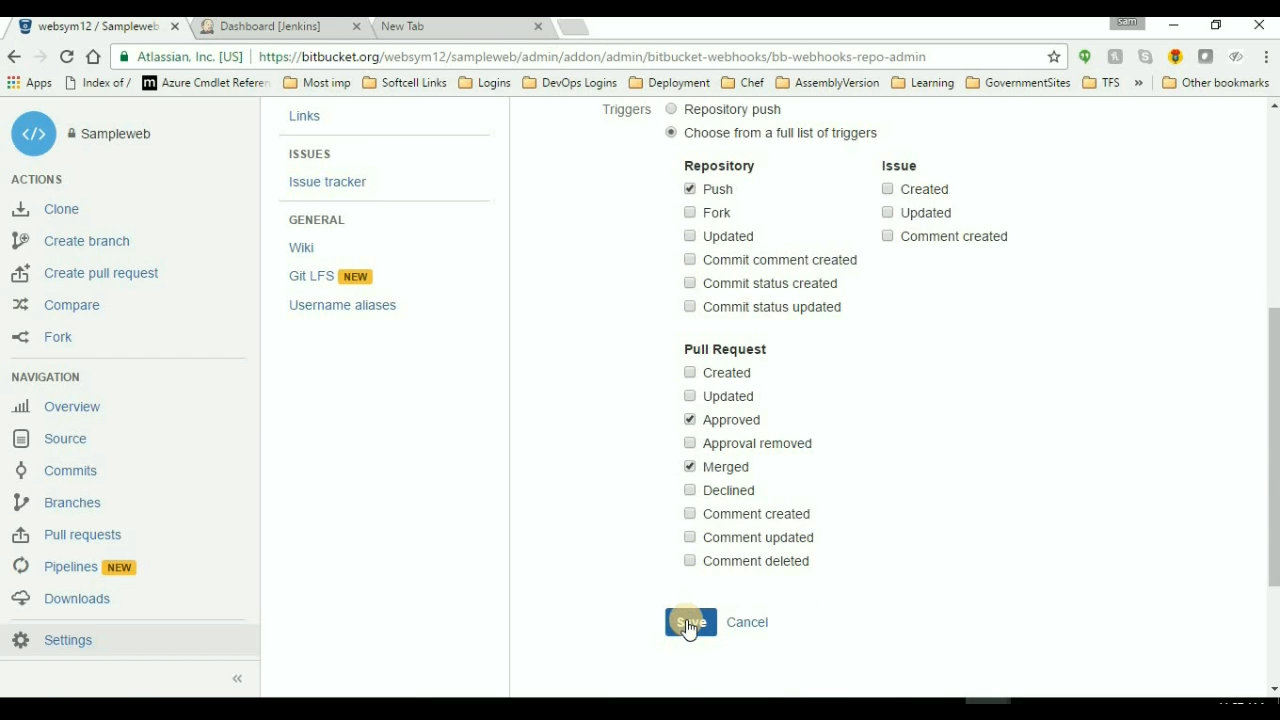 websym12 / Sampleweb
Dashboard [Jenkins]
New Tab
sam
Atlassian, Inc. [US]
https://bitbucket.org/websym12/sampleweb/admin/addon/admin/bitbucket-webhooks/bb-webhooks-repo-admin
Apps
Index of /
m
Azure Cmdlet Referen
Most imp
Softcell Links
Logins
DevOps Logins
Deployment
Chef
AssemblyVersion
Learning
GovernmentSites
TFS
»
Other bookmarks
Sampleweb
ACTIONS
Clone
Create branch
Create pull request
Compare
Fork
NAVIGATION
Overview
Source
Commits
Branches
Pull requests
Pipelines NEW
Downloads
Settings
«
Links
ISSUES
Issue tracker
GENERAL
Wiki
Git LFS NEW
Username aliases
Triggers
Repository push
Choose from a full list of triggers
Repository
Push
Fork
Updated
Commit comment created
Commit status created
Commit status updated
Issue
Created
Updated
Comment created
Pull Request
Created
Updated
Approved
Approval removed
Merged
Declined
Comment created
Comment updated
Comment deleted
Save
Cancel